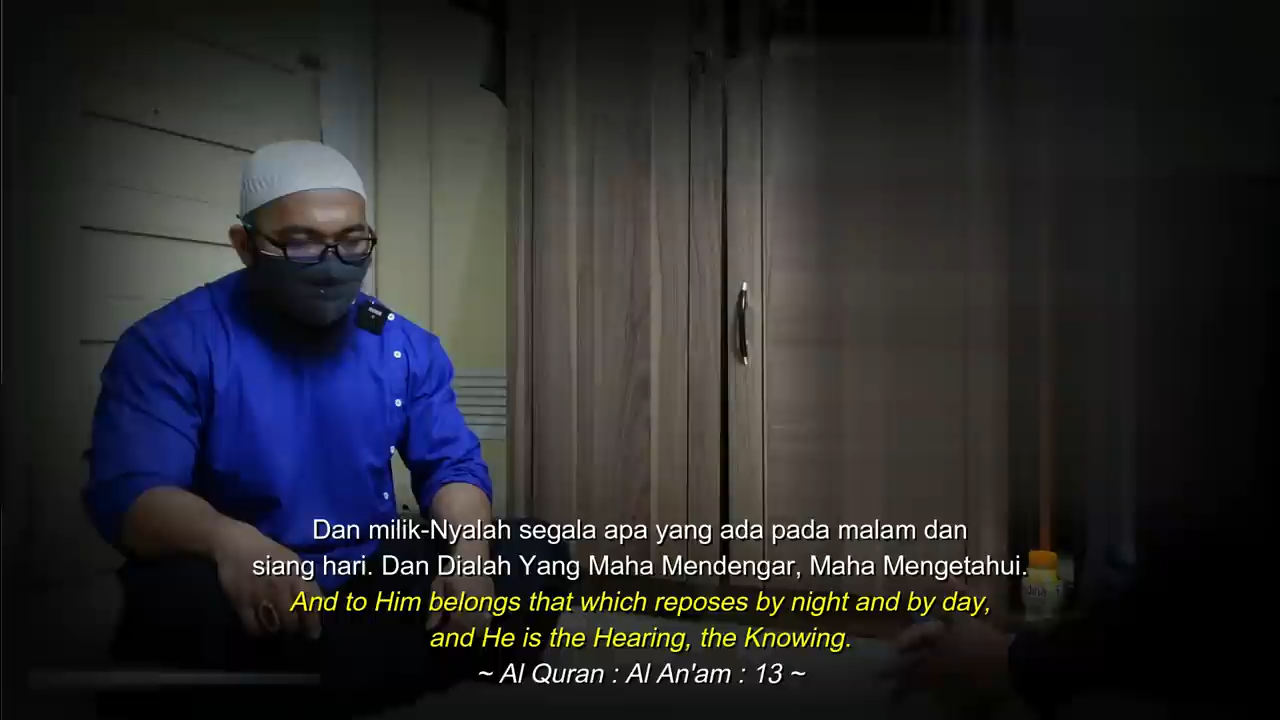 Dan milik-Nyalah segala apa yang ada pada malam dan
siang hari. Dan Dialah Yang Maha Mendengar, Maha Mengetahui.
And to Him belongs that which reposes by night and by day,
and He is the Hearing, the Knowing.
~ Al Quran : Al An'am : 13 ~